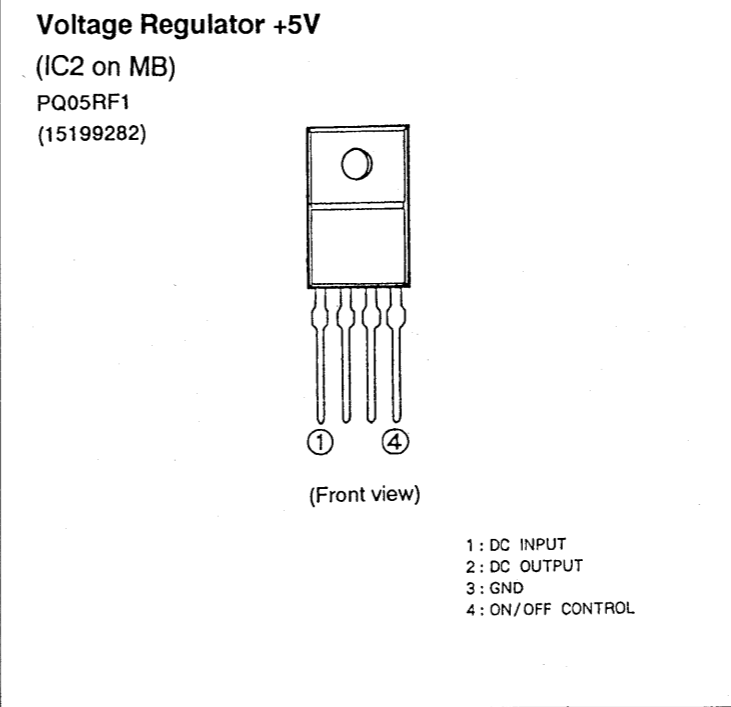 Voltage Regulator +5V
(IC2 on MB)
PQ05RF1
(15199282)
① ④
(Front view)
1 : DC INPUT
2 : DC OUTPUT
3 : GND
4 : ON/OFF CONTROL